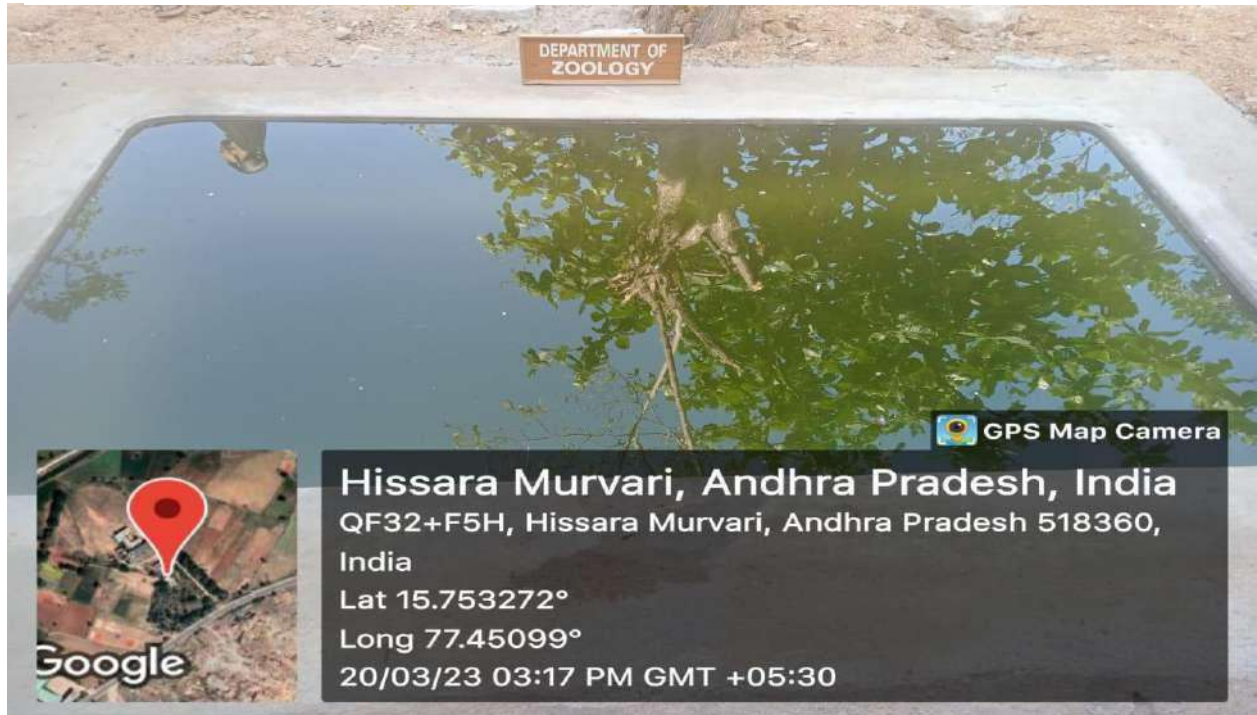 DEPARTMENT OF
ZOOLOGY
GPS Map Camera
Hissara Murvari, Andhra Pradesh, India
QF32+F5H, Hissara Murvari, Andhra Pradesh 518360,
India
Lat 15.753272°
Long 77.45099°
20/03/23 03:17 PM GMT +05:30
Google